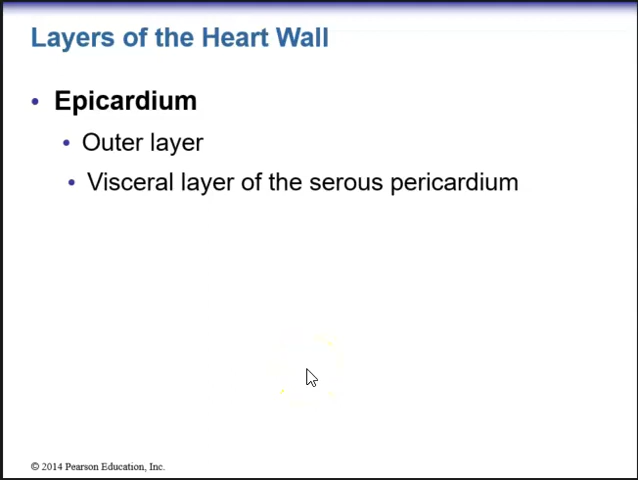 Layers of the Heart Wall
• Epicardium
• Outer layer
• Visceral layer of the serous pericardium
© 2014 Pearson Education, Inc.